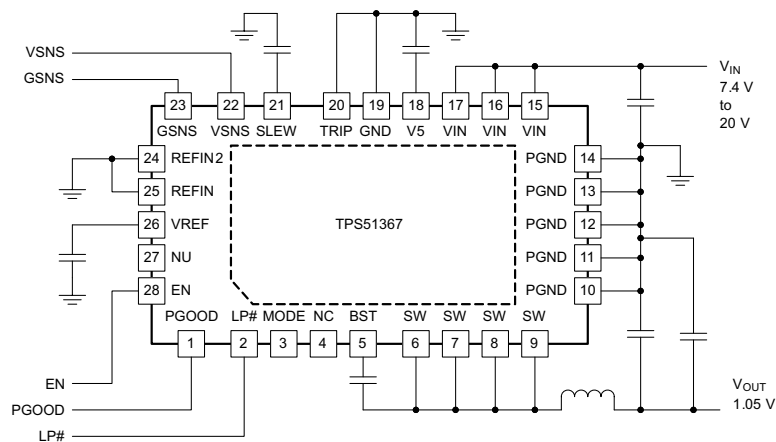 VSNS
GSNS
23 22 21 20 19 18 17 16 15
GSNS VSNS SLEW TRIP GND V5 VIN VIN VIN
VIN
7.4 V
to
20 V
24 REFIN2
25 REFIN
26 VREF
27 NU
28 EN
TPS51367
PGND 14
PGND 13
PGND 12
PGND 11
PGND 10
PGOOD LP# MODE NC BST SW SW SW SW
1 2 3 4 5 6 7 8 9
EN
PGOOD
LP#
VOUT
1.05 V